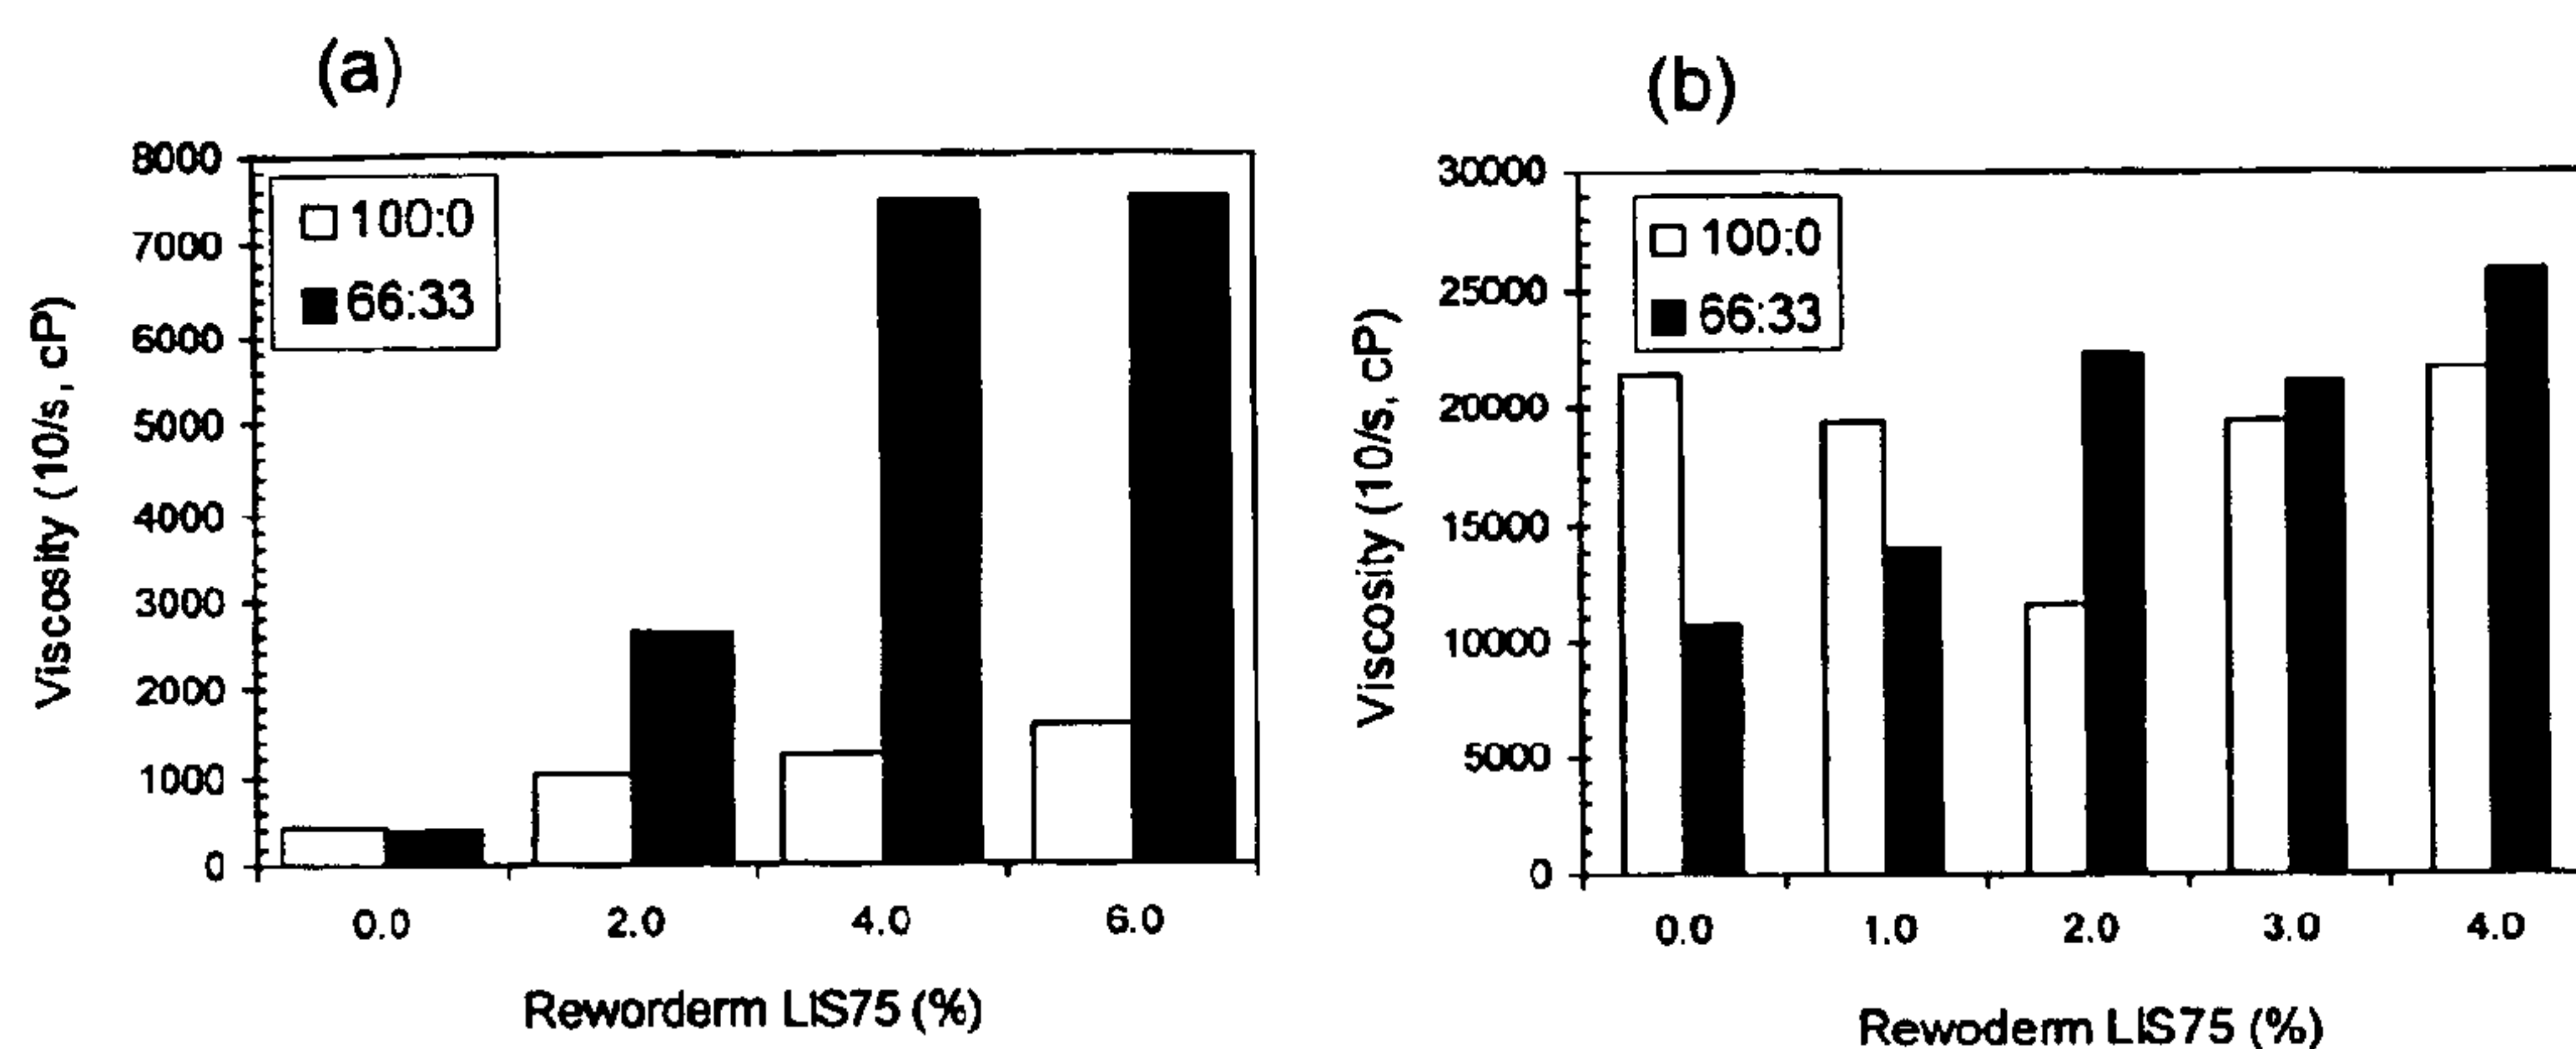 (a)
8000
7000
6000
5000
4000
3000
2000
1000
0
Viscosity (10/s, cP)
100:0
66:33
0.0 2.0 4.0 6.0
Reworderm LIS75 (%)
(b)
30000
25000
20000
15000
10000
5000
0
Viscosity (10/s, cP)
100:0
66:33
0.0 1.0 2.0 3.0 4.0
Rewoderm LIS75 (%)